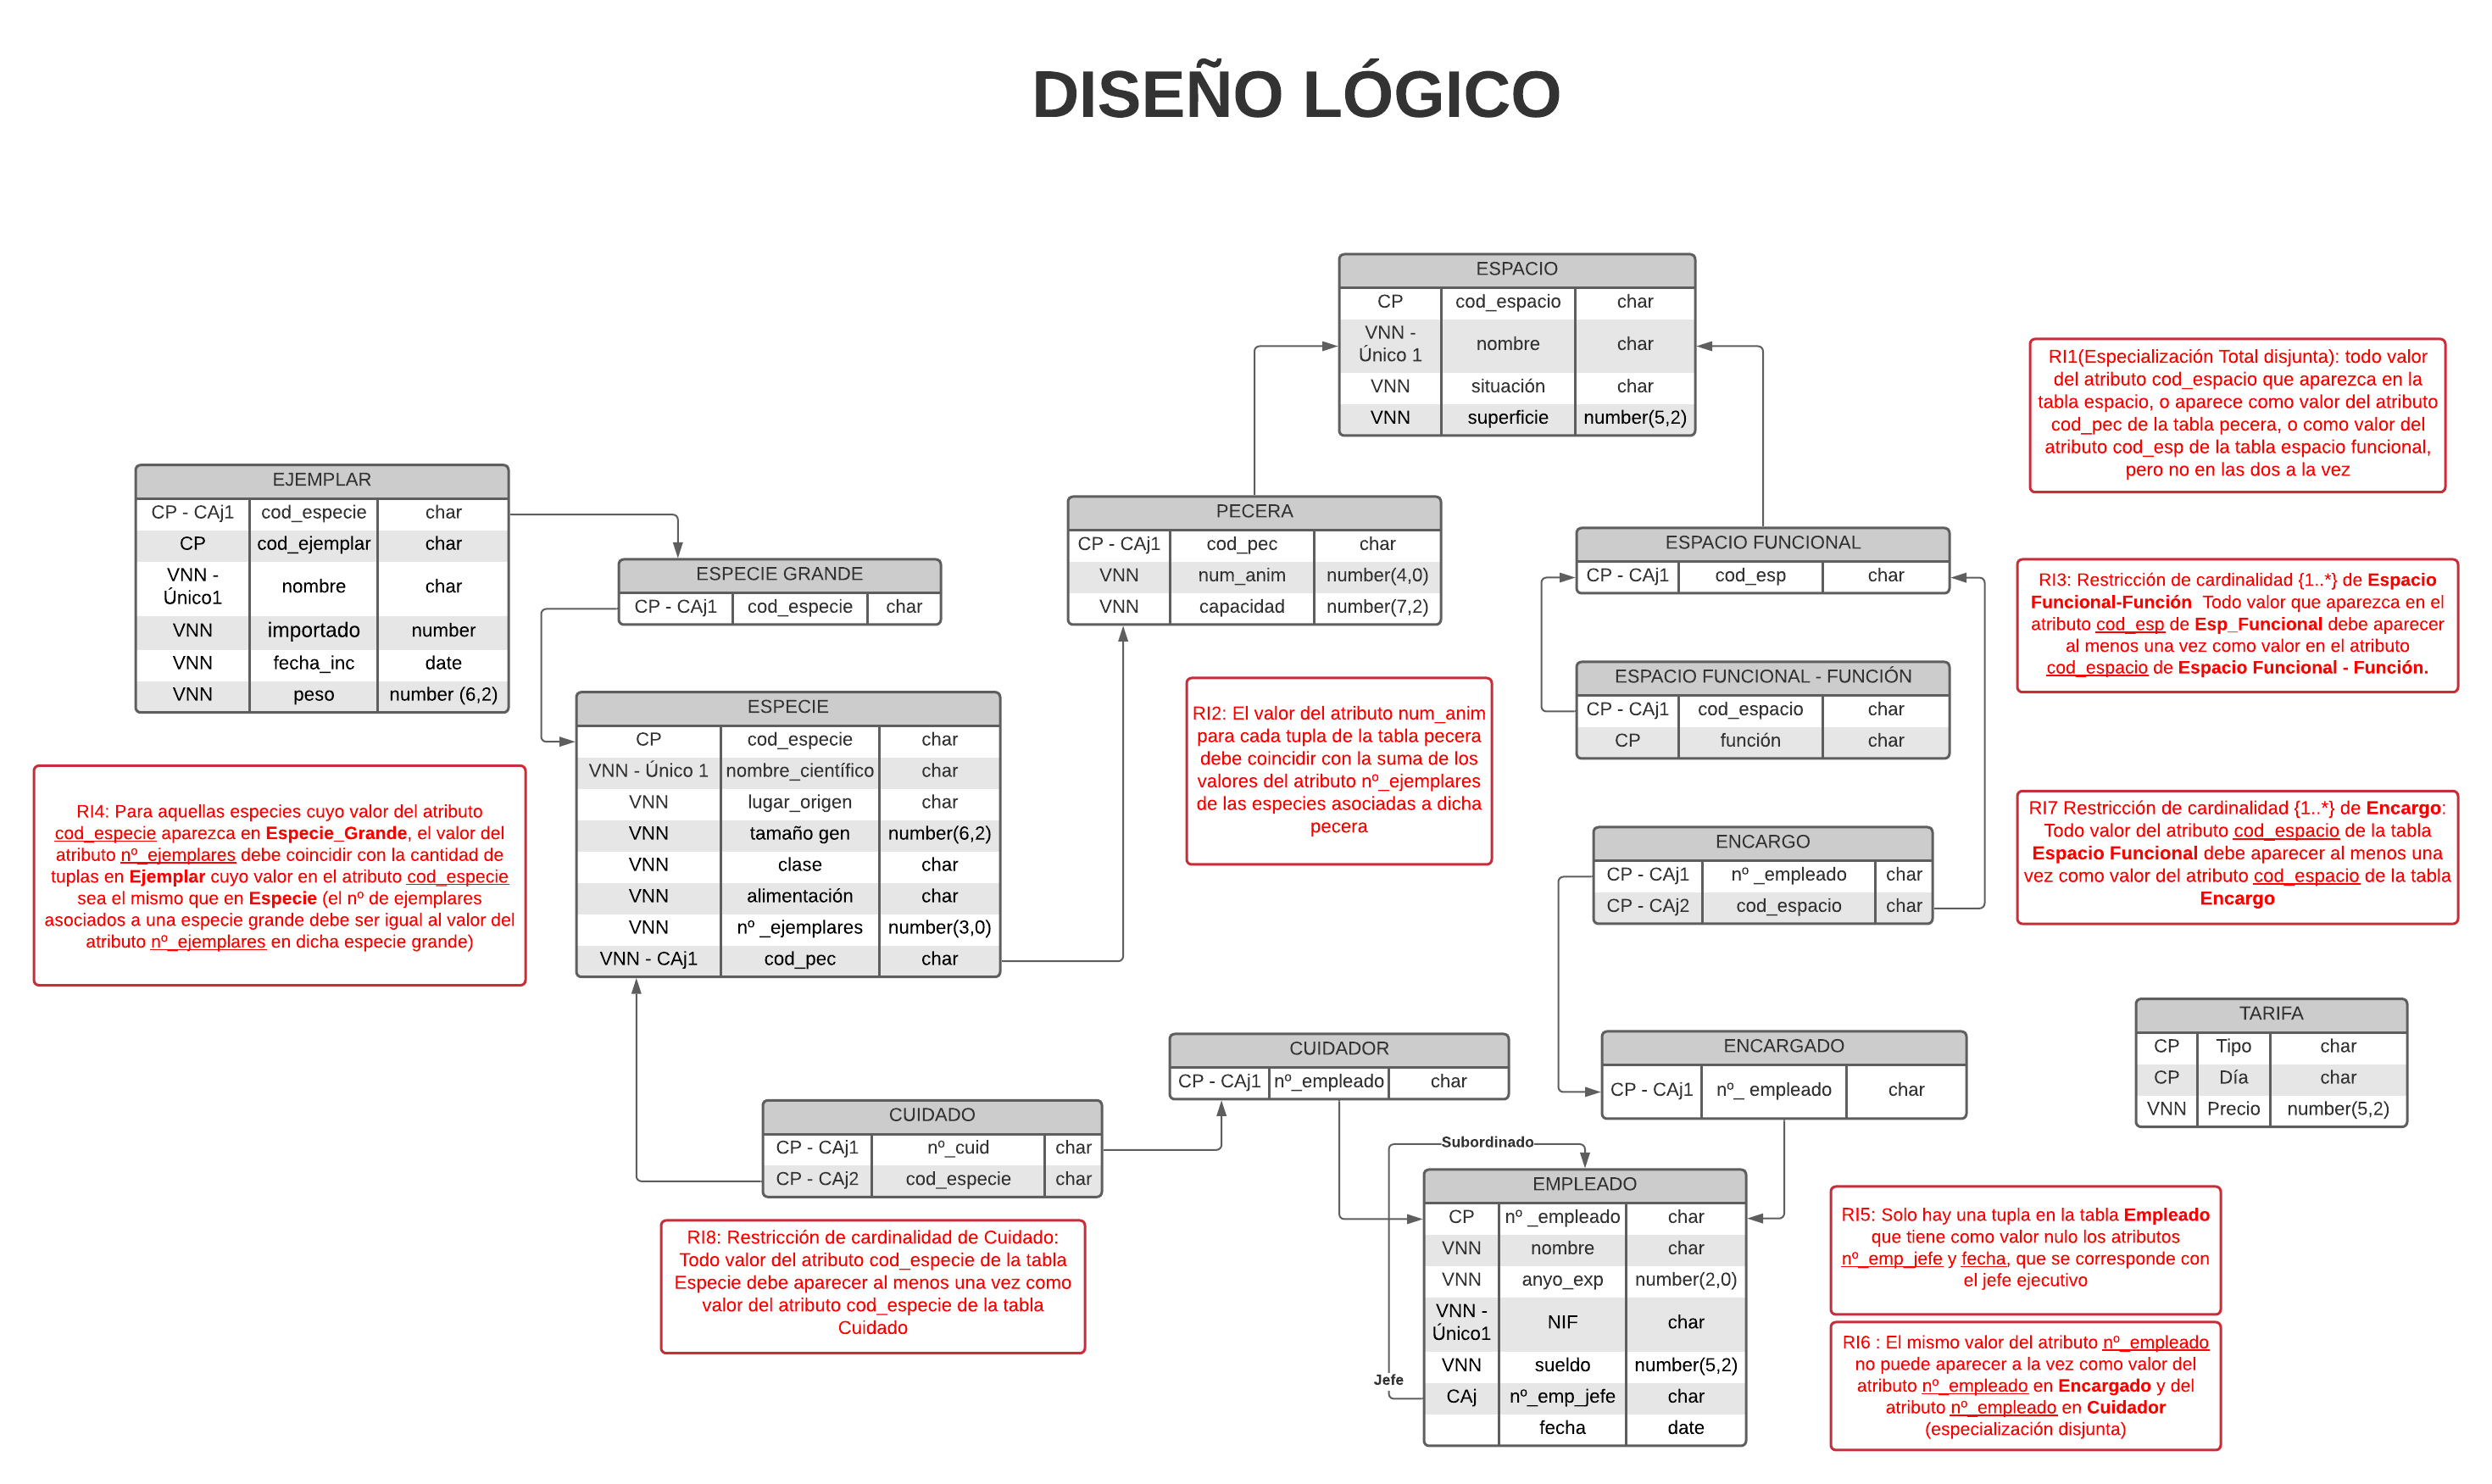 DISEÑO LÓGICO
ESPACIO
CP cod_espacio char
VNN - Único 1 nombre char
VNN situación char
VNN superficie number(5,2)
RI1(Especialización Total disjunta): todo valor
del atributo cod_espacio que aparezca en la
tabla espacio, o aparece como valor del atributo
cod_pec de la tabla pecera, o como valor del
atributo cod_esp de la tabla espacio funcional,
pero no en las dos a la vez
EJEMPLAR
CP - CAj1 cod_especie char
CP cod_ejemplar char
VNN - Único1 nombre char
VNN importado number
VNN fecha_inc date
VNN peso number (6,2)
ESPECIE GRANDE
CP - CAj1 cod_especie char
PECERA
CP - CAj1 cod_pec char
VNN num_anim number(4,0)
VNN capacidad number(7,2)
ESPACIO FUNCIONAL
CP - CAj1 cod_esp char
RI3: Restricción de cardinalidad {1..*} de Espacio
Funcional-Función Todo valor que aparezca en el
atributo cod_esp de Esp_Funcional debe aparecer
al menos una vez como valor en el atributo
cod_espacio de Espacio Funcional - Función.
ESPACIO FUNCIONAL - FUNCIÓN
CP - CAj1 cod_espacio char
CP función char
ESPECIE
CP cod_especie char
VNN - Único 1 nombre_científico char
VNN lugar_origen char
VNN tamaño gen number(6,2)
VNN clase char
VNN alimentación char
VNN nº _ejemplares number(3,0)
VNN - CAj1 cod_pec char
RI2: El valor del atributo num_anim
para cada tupla de la tabla pecera
debe coincidir con la suma de los
valores del atributo nº_ejemplares
de las especies asociadas a dicha
pecera
RI4: Para aquellas especies cuyo valor del atributo
cod_especie aparezca en Especie_Grande, el valor del
atributo nº_ejemplares debe coincidir con la cantidad de
tuplas en Ejemplar cuyo valor en el atributo cod_especie
sea el mismo que en Especie (el nº de ejemplares
asociados a una especie grande debe ser igual al valor del
atributo nº_ejemplares en dicha especie grande)
ENCARGO
CP - CAj1 nº _empleado char
CP - CAj2 cod_espacio char
RI7 Restricción de cardinalidad {1..*} de Encargo:
Todo valor del atributo cod_espacio de la tabla
Espacio Funcional debe aparecer al menos una
vez como valor del atributo cod_espacio de la tabla
Encargo
TARIFA
CP Tipo char
CP Día char
VNN Precio number(5,2)
CUIDADOR
CP - CAj1 nº_empleado char
ENCARGADO
CP - CAj1 nº_ empleado char
CUIDADO
CP - CAj1 nº_cuid char
CP - CAj2 cod_especie char
Subordinado
Jefe
EMPLEADO
CP nº _empleado char
VNN nombre char
VNN anyo_exp number(2,0)
VNN - Único1 NIF char
VNN sueldo number(5,2)
CAj nº_emp_jefe char
fecha date
RI8: Restricción de cardinalidad de Cuidado:
Todo valor del atributo cod_especie de la tabla
Especie debe aparecer al menos una vez como
valor del atributo cod_especie de la tabla
Cuidado
RI5: Solo hay una tupla en la tabla Empleado
que tiene como valor nulo los atributos
nº_emp_jefe y fecha, que se corresponde con
el jefe ejecutivo
RI6 : El mismo valor del atributo nº_empleado
no puede aparecer a la vez como valor del
atributo nº_empleado en Encargado y del
atributo nº_empleado en Cuidador
(especialización disjunta)